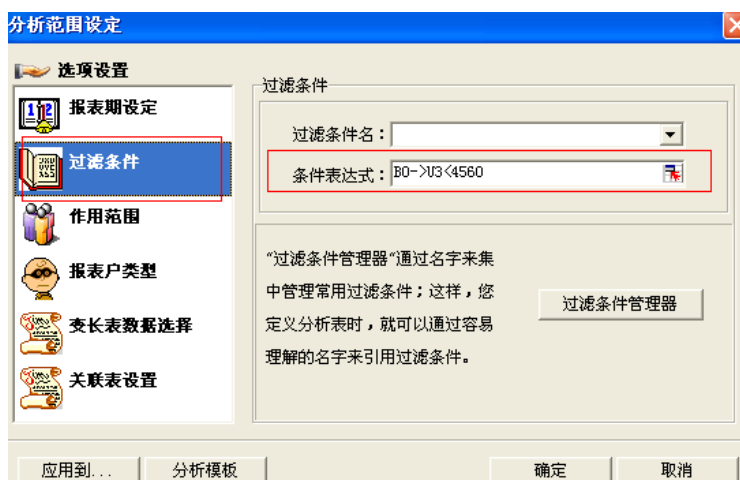 分析范围设定
选项设置
报表期设定
过滤条件
作用范围
报表户类型
变长表数据选择
关联表设置
过滤条件
过滤条件名：
条件表达式：B0->U3<4560
“过滤条件管理器“通过名字来集
中管理常用过滤条件；这样，您
定义分析表时，就可以通过容易
理解的名字来引用过滤条件。
过滤条件管理器
应用到... 分析模板 确定 取消